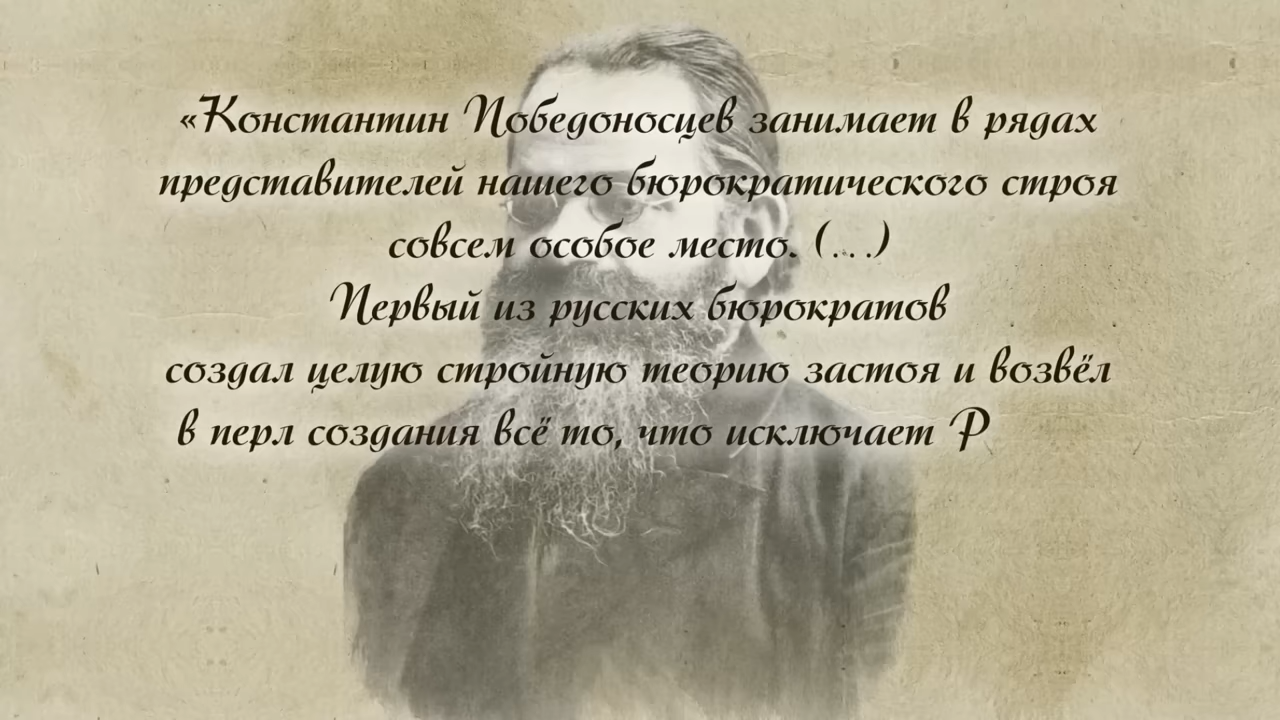 «Константин Победоносцев занимает в рядах
представителей нашего бюрократического строя
совсем особое место. (...)
Первый из русских бюрократов
создал целую стройную теорию застоя и возвёл
в перл создания всё то, что исключает Р